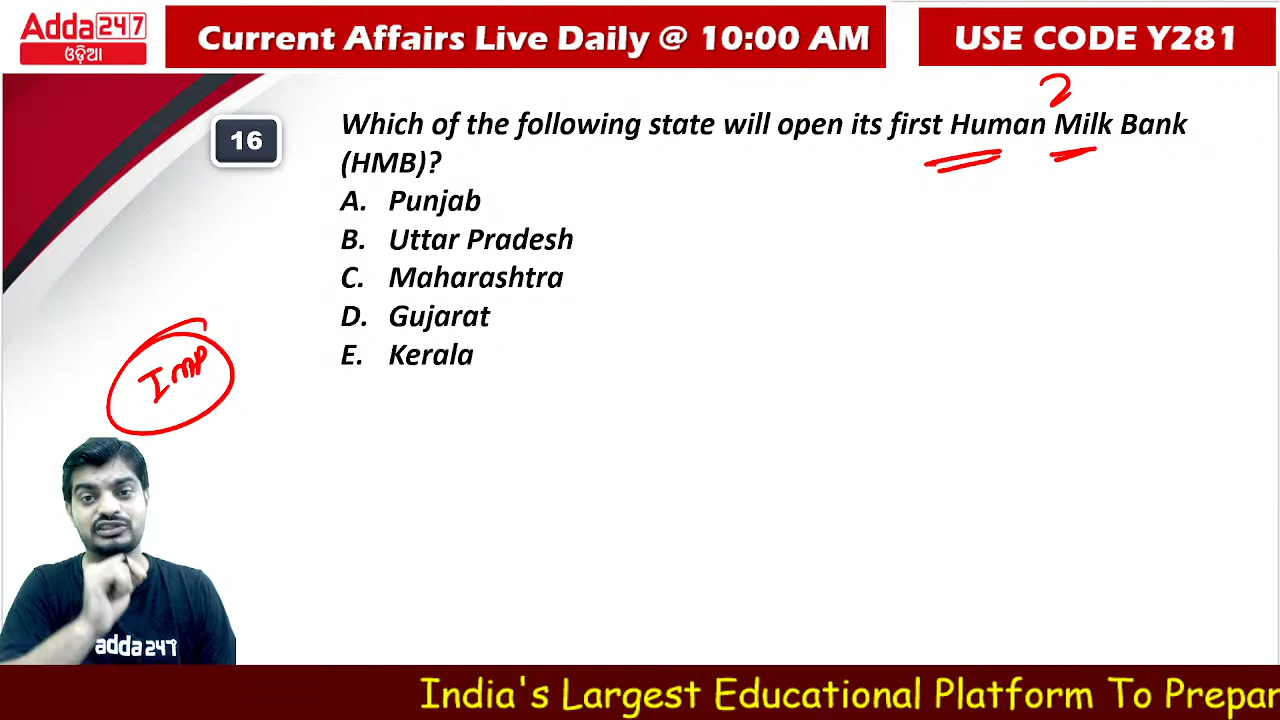 Adda247
ଓଡ଼ିଆ
Current Affairs Live Daily @ 10:00 AM
USE CODE Y281
16
Which of the following state will open its first Human Milk Bank
(HMB)?
A. Punjab
B. Uttar Pradesh
C. Maharashtra
D. Gujarat
E. Kerala
Imp
adda247
India's Largest Educational Platform To Prepar